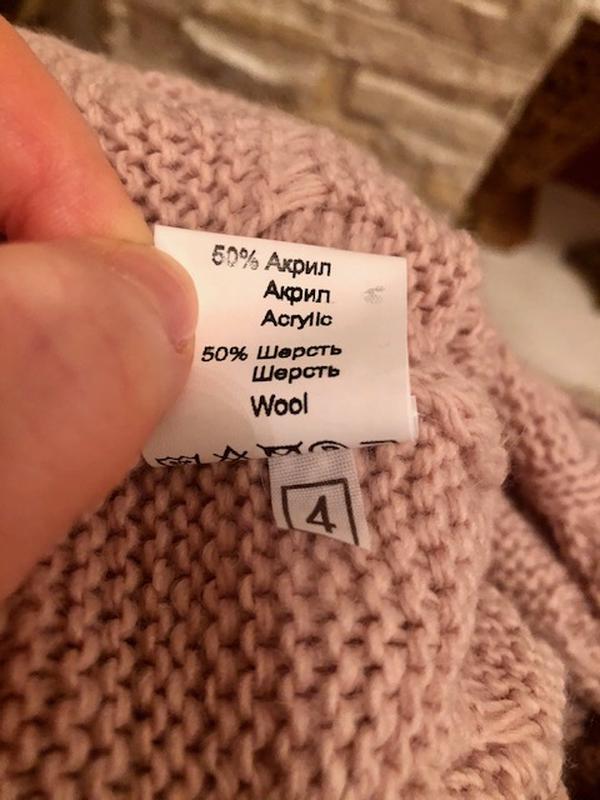 50% Акрил
Акрил
Acrylic
50% Шерсть
Шерсть
Wool
4